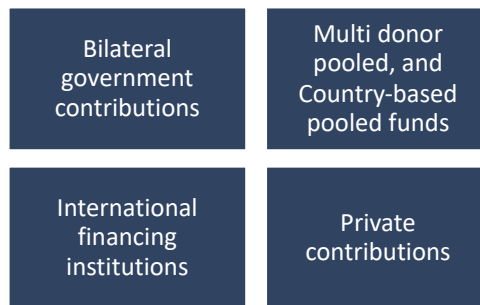 Bilateral
government
contributions
Multi donor
pooled, and
Country-based
pooled funds
International
financing
institutions
Private
contributions